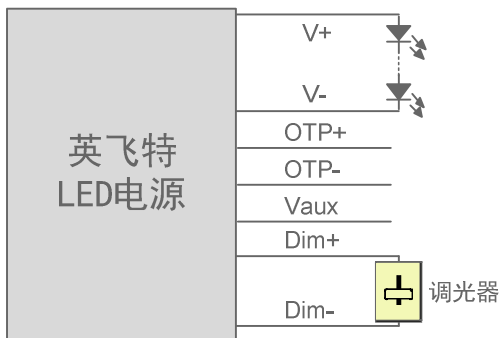 英飞特
LED电源
V+
V-
OTP+
OTP-
Vaux
Dim+
Dim-
调光器